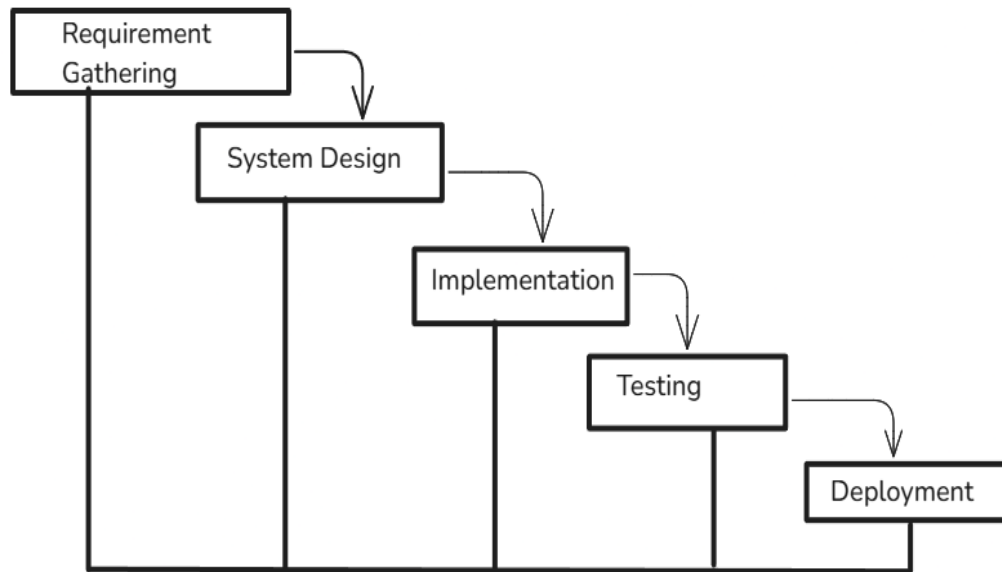 Requirement
Gathering
System Design
Implementation
Testing
Deployment